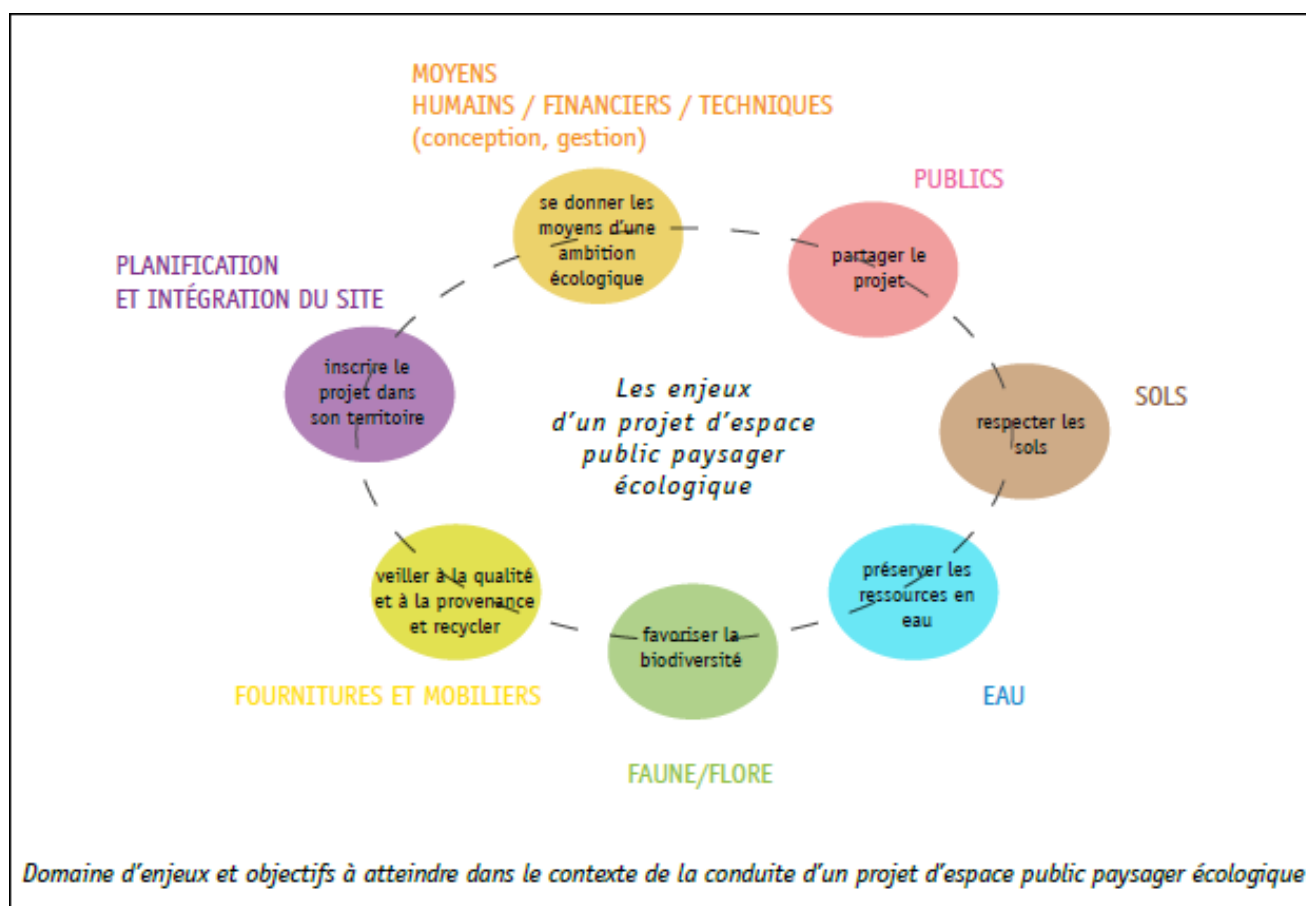 MOYENS
HUMAINS / FINANCIERS / TECHNIQUES
(conception, gestion)
se donner les
moyens d'une
ambition
écologique
PUBLICS
partager le
projet
PLANIFICATION
ET INTÉGRATION DU SITE
inscrire le
projet dans
son territoire
Les enjeux
d'un projet d'espace
public paysager
écologique
SOLS
respecter les
sols
veiller à la qualité
et à la provenance
et recycler
FOURNITURES ET MOBILIERS
favoriser la
biodiversité
FAUNE/FLORE
préserver les
ressources en
eau
EAU
Domaine d'enjeux et objectifs à atteindre dans le contexte de la conduite d'un projet d'espace public paysager écologique